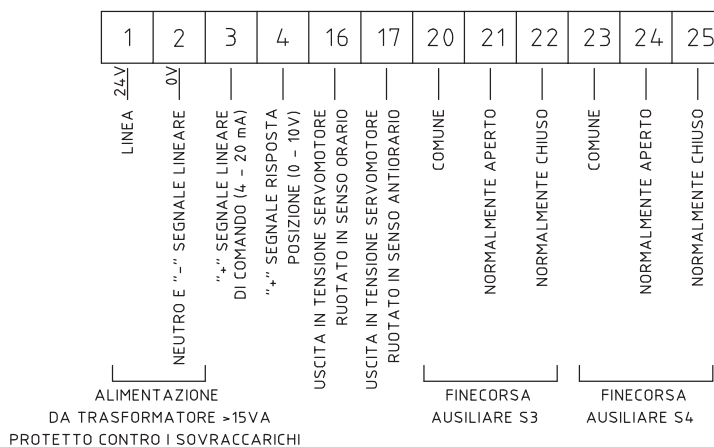 1 2 3 4 16 17 20 21 22 23 24 25
24V
LINEA
0V
NEUTRO E "-" SEGNALE LINEARE
"+" SEGNALE LINEARE
DI COMANDO (4 - 20 mA)
"+" SEGNALE RISPOSTA
POSIZIONE (0 - 10V)
USCITA IN TENSIONE SERVOMOTORE
RUOTATO IN SENSO ORARIO
USCITA IN TENSIONE SERVOMOTORE
RUOTATO IN SENSO ANTIORARIO
COMUNE
NORMALMENTE APERTO
NORMALMENTE CHIUSO
COMUNE
NORMALMENTE APERTO
NORMALMENTE CHIUSO
ALIMENTAZIONE
DA TRASFORMATORE >15VA
PROTETTO CONTRO I SOVRACCARICHI
FINECORSA
AUSILIARE S3
FINECORSA
AUSILIARE S4